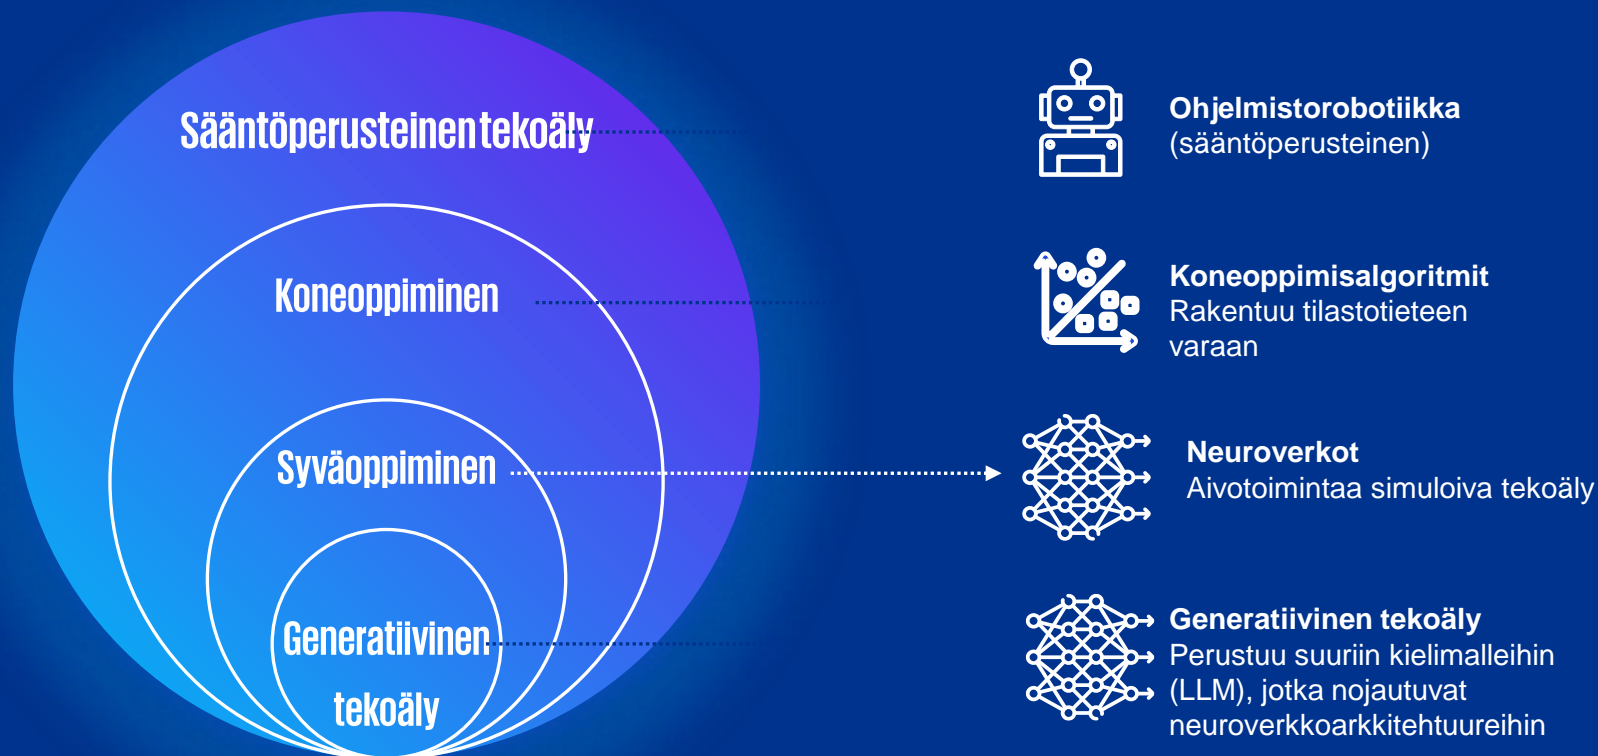 Sääntöperusteinen tekoäly
Koneoppiminen
Syväoppiminen
Generatiivinen
tekoäly
Ohjelmistorobotiikka
(sääntöperusteinen)
Koneoppimisalgoritmit
Rakentuu tilastotieteen
varaan
Neuroverkot
Aivotoimintaa simuloiva tekoäly
Generatiivinen tekoäly
Perustuu suuriin kielimalleihin
(LLM), jotka nojautuvat
neuroverkkoarkkitehtuureihin